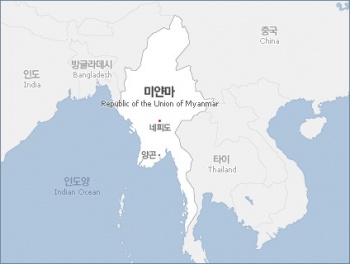 중국
China
인도
India
방글라데시
Bangladesh
미얀마
Republic of the Union of Myanmar
네피도
양곤
타이
Thailand
인도양
Indian Ocean